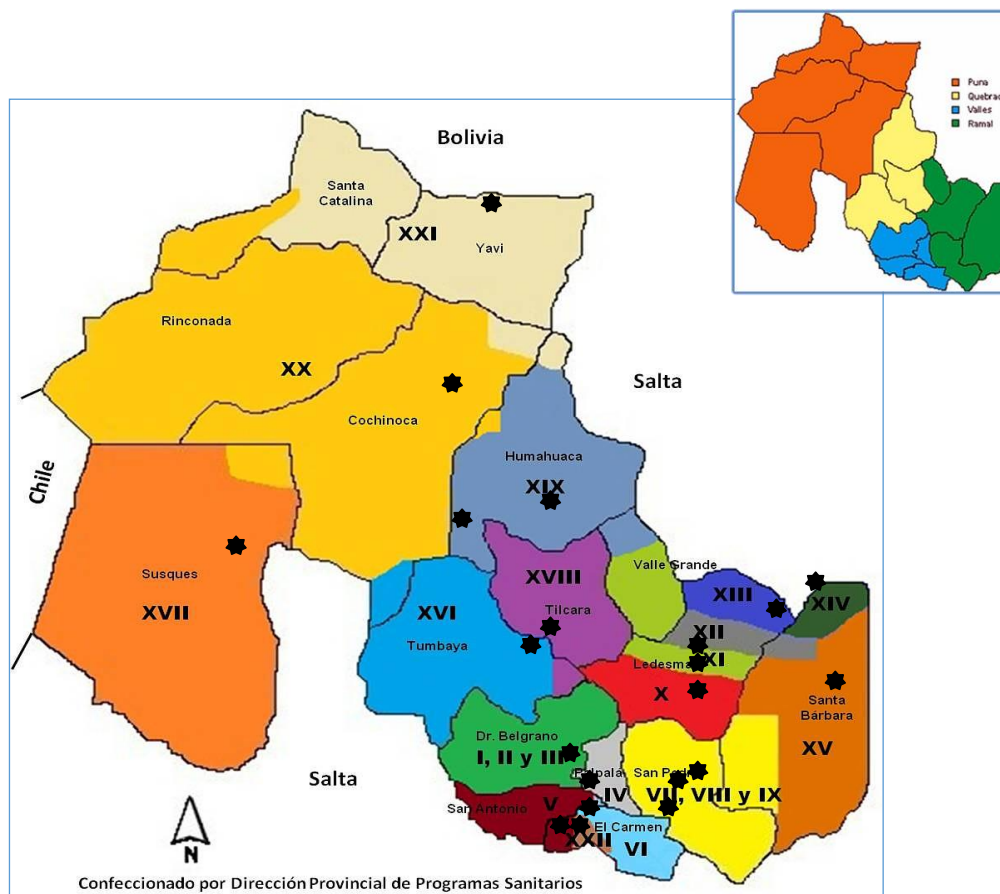 Puna
Quebrad
Valles
Ramal
Bolivia
Santa
Catalina
XXI
Yavi
Rinconada
XX
Salta
Cochinoca
Chile
Humahuaca
XIX
Valle Grande
Susques
XVII
XVIII
XIII
XIV
XVI
Tilcara
XII
Tumbaya
Ledesma
XI
X
Santa
Bárbara
XV
Dr. Belgrano
I, II y III
Salta
Palpalá
San Pedro
IV
VII, VIII y IX
San Antonio
V
El Carmen
XXII
VI
N
Confeccionado por Dirección Provincial de Programas Sanitarios